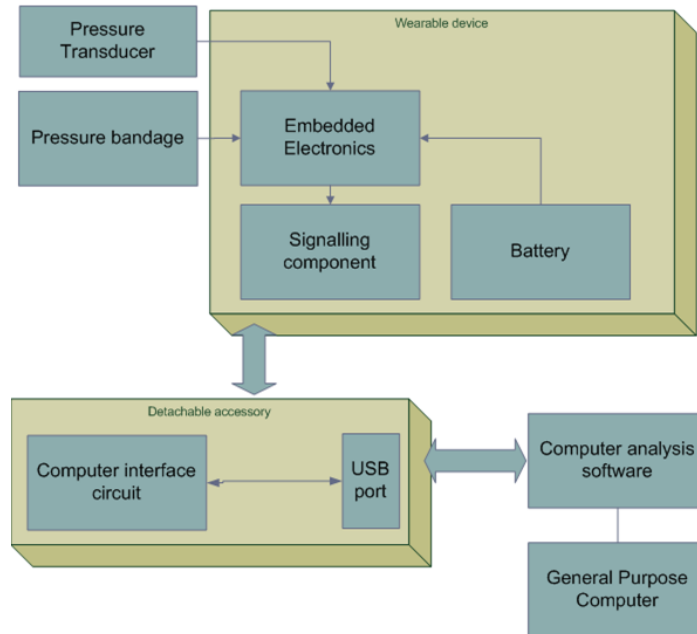 Pressure
Transducer
Wearable device
Pressure bandage
Embedded
Electronics
Signalling
component
Battery
Detachable accessory
Computer interface
circuit
USB
port
Computer analysis
software
General Purpose
Computer